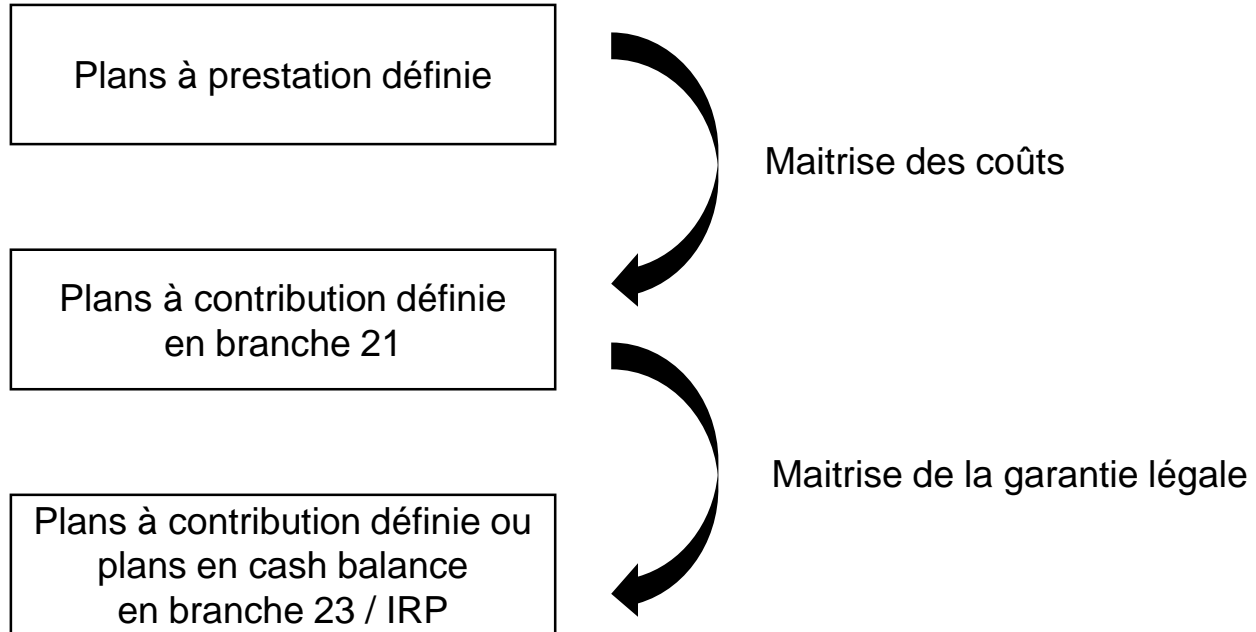 Plans à prestation définie
Maitrise des coûts
Plans à contribution définie
en branche 21
Maitrise de la garantie légale
Plans à contribution définie ou
plans en cash balance
en branche 23 / IRP